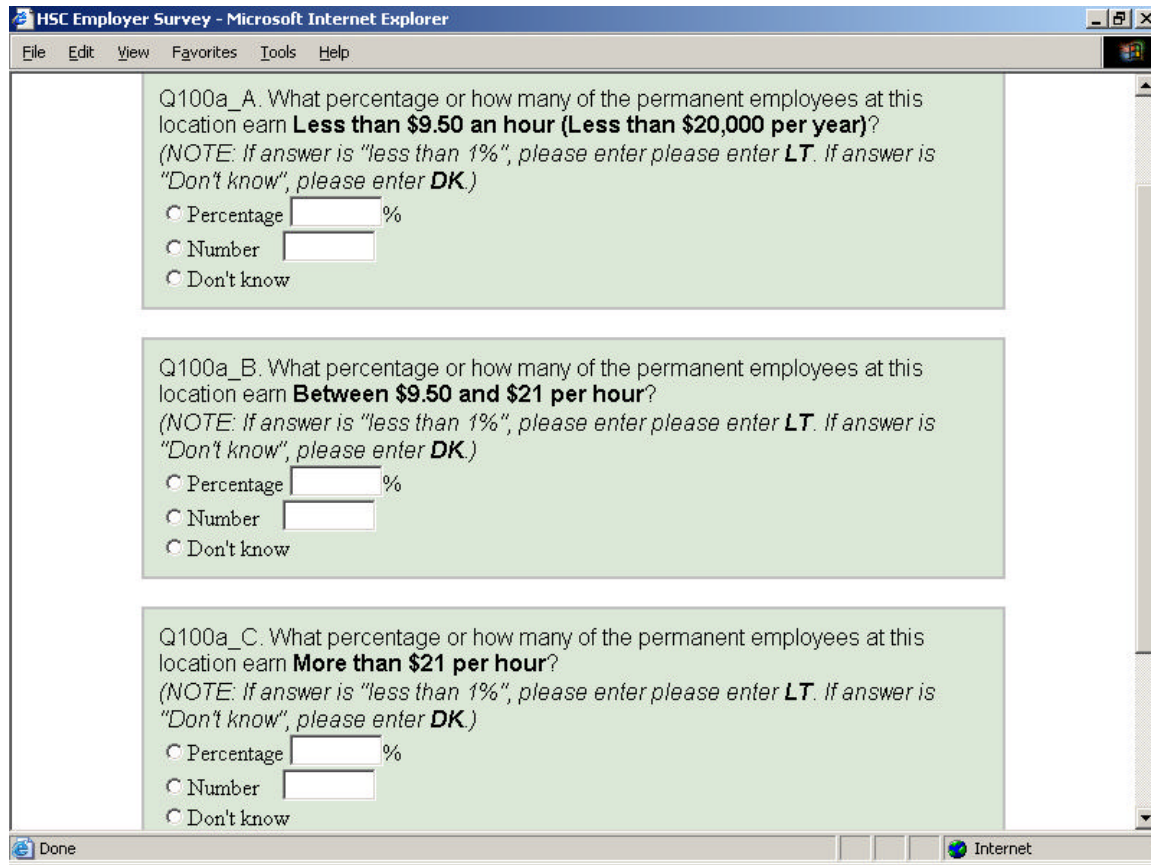 HSC Employer Survey - Microsoft Internet Explorer
File Edit View Favorites Tools Help
Q100a_A. What percentage or how many of the permanent employees at this
location earn Less than $9.50 an hour (Less than $20,000 per year)?
(NOTE: If answer is "less than 1%", please enter please enter LT. If answer is
"Don't know", please enter DK.)
Percentage %
Number
Don't know
Q100a_B. What percentage or how many of the permanent employees at this
location earn Between $9.50 and $21 per hour?
(NOTE: If answer is "less than 1%", please enter please enter LT. If answer is
"Don't know", please enter DK.)
Percentage %
Number
Don't know
Q100a_C. What percentage or how many of the permanent employees at this
location earn More than $21 per hour?
(NOTE: If answer is "less than 1%", please enter please enter LT. If answer is
"Don't know", please enter DK.)
Percentage %
Number
Don't know
Done Internet